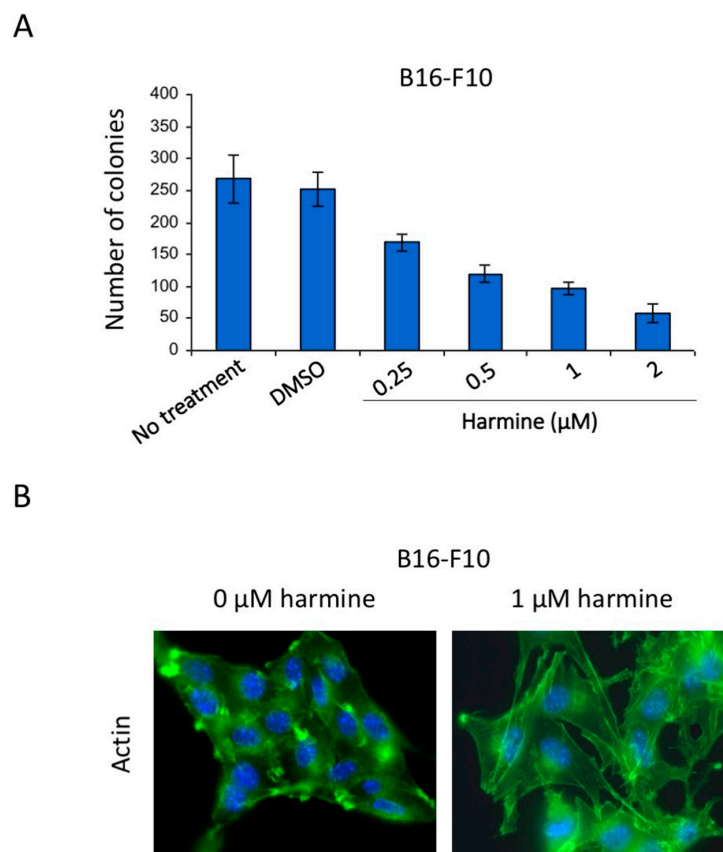 A
B16-F10
Number of colonies
400
350
300
250
200
150
100
50
0
No treatment
DMSO
0.25
0.5
1
2
Harmine (µM)
B
B16-F10
0 µM harmine
1 µM harmine
Actin